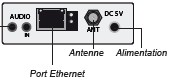 AUDIO
IN
ANT
DC 5V
Antenne
Alimentation
Port Ethernet